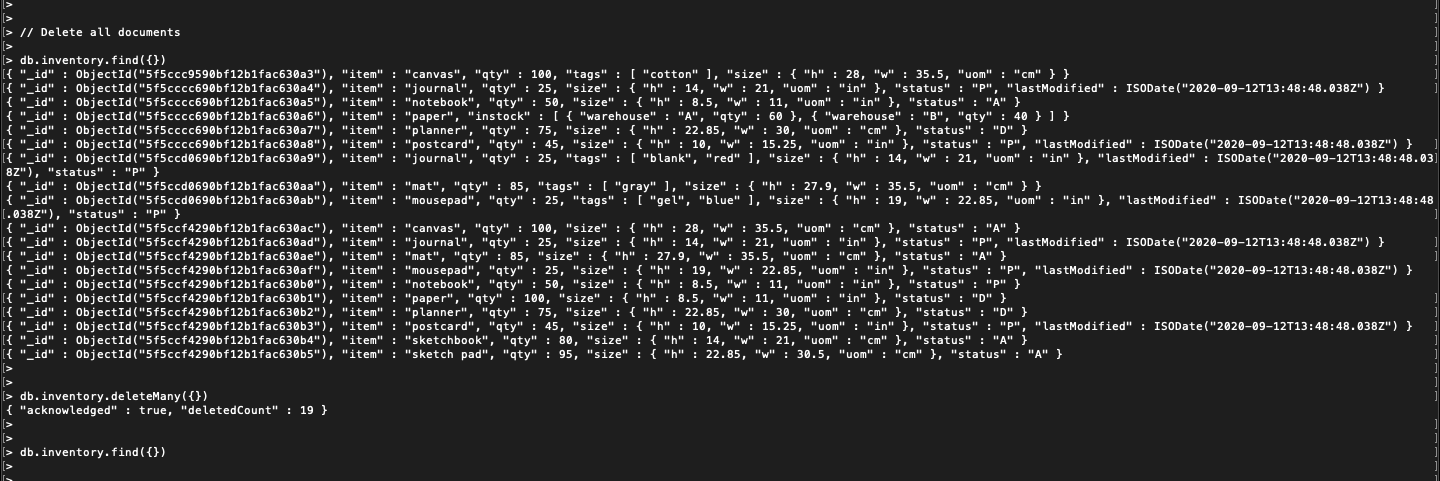 [>
[>
[> // Delete all documents
[>
[> db.inventory.find({})
[{ "_id" : ObjectId("5f5ccc9590bf12b1fac630a3"), "item" : "canvas", "qty" : 100, "tags" : [ "cotton" ], "size" : { "h" : 28, "w" : 35.5, "uom" : "cm" } }
[{ "_id" : ObjectId("5f5cccc690bf12b1fac630a4"), "item" : "journal", "qty" : 25, "size" : { "h" : 14, "w" : 21, "uom" : "in" }, "status" : "P", "lastModified" : ISODate("2020-09-12T13:48:48.038Z") }
{ "_id" : ObjectId("5f5cccc690bf12b1fac630a5"), "item" : "notebook", "qty" : 50, "size" : { "h" : 8.5, "w" : 11, "uom" : "in" }, "status" : "A" }
[{ "_id" : ObjectId("5f5cccc690bf12b1fac630a6"), "item" : "paper", "instock" : [ { "warehouse" : "A", "qty" : 60 }, { "warehouse" : "B", "qty" : 40 } ] }
{ "_id" : ObjectId("5f5cccc690bf12b1fac630a7"), "item" : "planner", "qty" : 75, "size" : { "h" : 22.85, "w" : 30, "uom" : "cm" }, "status" : "D" }
[{ "_id" : ObjectId("5f5cccc690bf12b1fac630a8"), "item" : "postcard", "qty" : 45, "size" : { "h" : 10, "w" : 15.25, "uom" : "in" }, "status" : "P", "lastModified" : ISODate("2020-09-12T13:48:48.038Z") }
[{ "_id" : ObjectId("5f5ccd0690bf12b1fac630a9"), "item" : "journal", "qty" : 25, "tags" : [ "blank", "red" ], "size" : { "h" : 14, "w" : 21, "uom" : "in" }, "lastModified" : ISODate("2020-09-12T13:48:48.03]
8Z"), "status" : "P" }
[{ "_id" : ObjectId("5f5ccd0690bf12b1fac630aa"), "item" : "mat", "qty" : 85, "tags" : [ "gray" ], "size" : { "h" : 27.9, "w" : 35.5, "uom" : "cm" } }
{ "_id" : ObjectId("5f5ccd0690bf12b1fac630ab"), "item" : "mousepad", "qty" : 25, "tags" : [ "gel", "blue" ], "size" : { "h" : 19, "w" : 22.85, "uom" : "in" }, "lastModified" : ISODate("2020-09-12T13:48:48
[.038Z"), "status" : "P" }
[{ "_id" : ObjectId("5f5ccf4290bf12b1fac630ac"), "item" : "canvas", "qty" : 100, "size" : { "h" : 28, "w" : 35.5, "uom" : "cm" }, "status" : "A" }
[{ "_id" : ObjectId("5f5ccf4290bf12b1fac630ad"), "item" : "journal", "qty" : 25, "size" : { "h" : 14, "w" : 21, "uom" : "in" }, "status" : "P", "lastModified" : ISODate("2020-09-12T13:48:48.038Z") }
[{ "_id" : ObjectId("5f5ccf4290bf12b1fac630ae"), "item" : "mat", "qty" : 85, "size" : { "h" : 27.9, "w" : 35.5, "uom" : "cm" }, "status" : "A" }
[{ "_id" : ObjectId("5f5ccf4290bf12b1fac630af"), "item" : "mousepad", "qty" : 25, "size" : { "h" : 19, "w" : 22.85, "uom" : "in" }, "status" : "P", "lastModified" : ISODate("2020-09-12T13:48:48.038Z") }
{ "_id" : ObjectId("5f5ccf4290bf12b1fac630b0"), "item" : "notebook", "qty" : 50, "size" : { "h" : 8.5, "w" : 11, "uom" : "in" }, "status" : "P" }
[{ "_id" : ObjectId("5f5ccf4290bf12b1fac630b1"), "item" : "paper", "qty" : 100, "size" : { "h" : 8.5, "w" : 11, "uom" : "in" }, "status" : "D" }
[{ "_id" : ObjectId("5f5ccf4290bf12b1fac630b2"), "item" : "planner", "qty" : 75, "size" : { "h" : 22.85, "w" : 30, "uom" : "cm" }, "status" : "D" }
[{ "_id" : ObjectId("5f5ccf4290bf12b1fac630b3"), "item" : "postcard", "qty" : 45, "size" : { "h" : 10, "w" : 15.25, "uom" : "in" }, "status" : "P", "lastModified" : ISODate("2020-09-12T13:48:48.038Z") }
[{ "_id" : ObjectId("5f5ccf4290bf12b1fac630b4"), "item" : "sketchbook", "qty" : 80, "size" : { "h" : 14, "w" : 21, "uom" : "cm" }, "status" : "A" }
[{ "_id" : ObjectId("5f5ccf4290bf12b1fac630b5"), "item" : "sketch pad", "qty" : 95, "size" : { "h" : 22.85, "w" : 30.5, "uom" : "cm" }, "status" : "A" }
[>
[>
[> db.inventory.deleteMany({})
{ "acknowledged" : true, "deletedCount" : 19 }
[>
[>
[> db.inventory.find({})
[>
[>